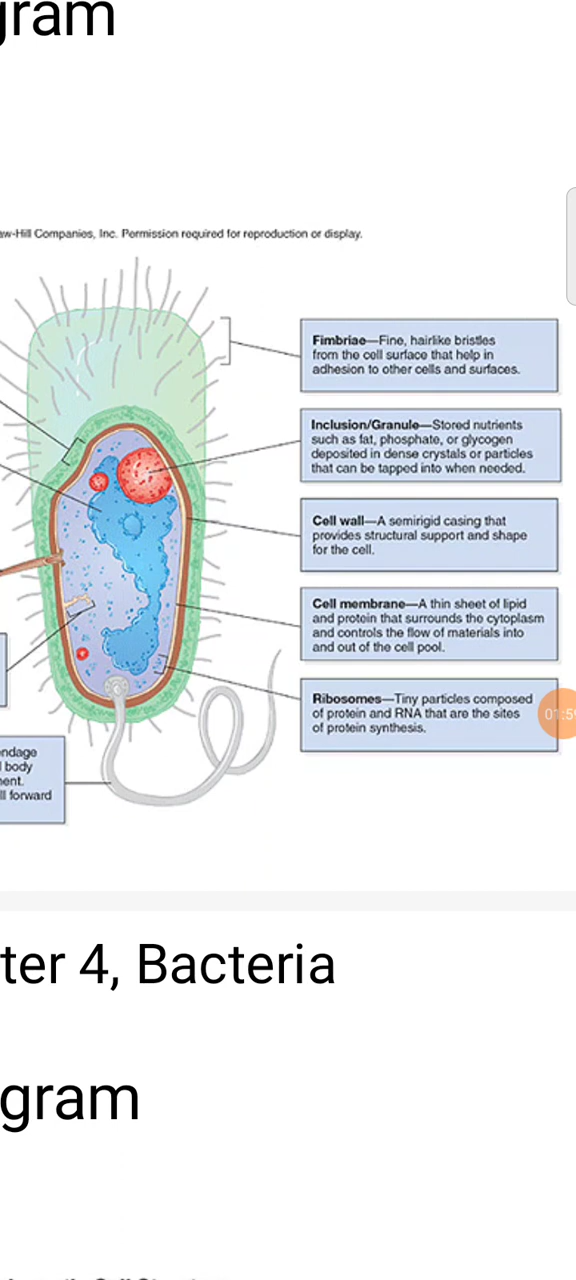 gram
aw-Hill Companies, Inc. Permission required for reproduction or display.
Fimbriae—Fine, hairlike bristles
from the cell surface that help in
adhesion to other cells and surfaces.
Inclusion/Granule—Stored nutrients
such as fat, phosphate, or glycogen
deposited in dense crystals or particles
that can be tapped into when needed.
Cell wall—A semirigid casing that
provides structural support and shape
for the cell.
Cell membrane—A thin sheet of lipid
and protein that surrounds the cytoplasm
and controls the flow of materials into
and out of the cell pool.
Ribosomes—Tiny particles composed
of protein and RNA that are the sites
of protein synthesis.
01:5
ndage
l body
ent.
ll forward
ter 4, Bacteria
gram